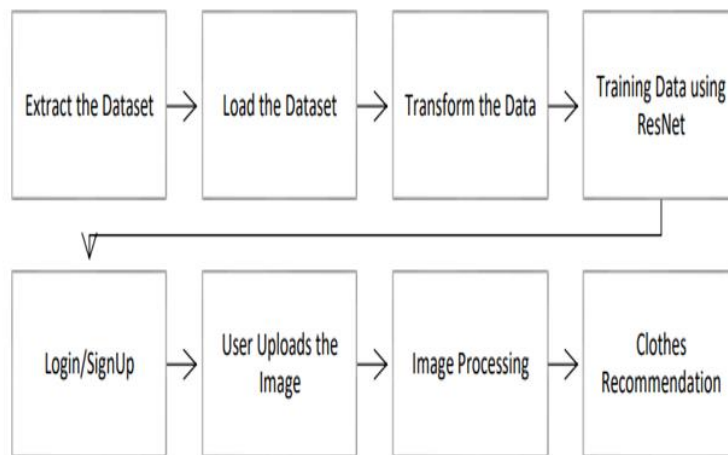 Extract the Dataset
Load the Dataset
Transform the Data
Training Data using
ResNet
Login/SignUp
User Uploads the
Image
Image Processing
Clothes
Recommendation